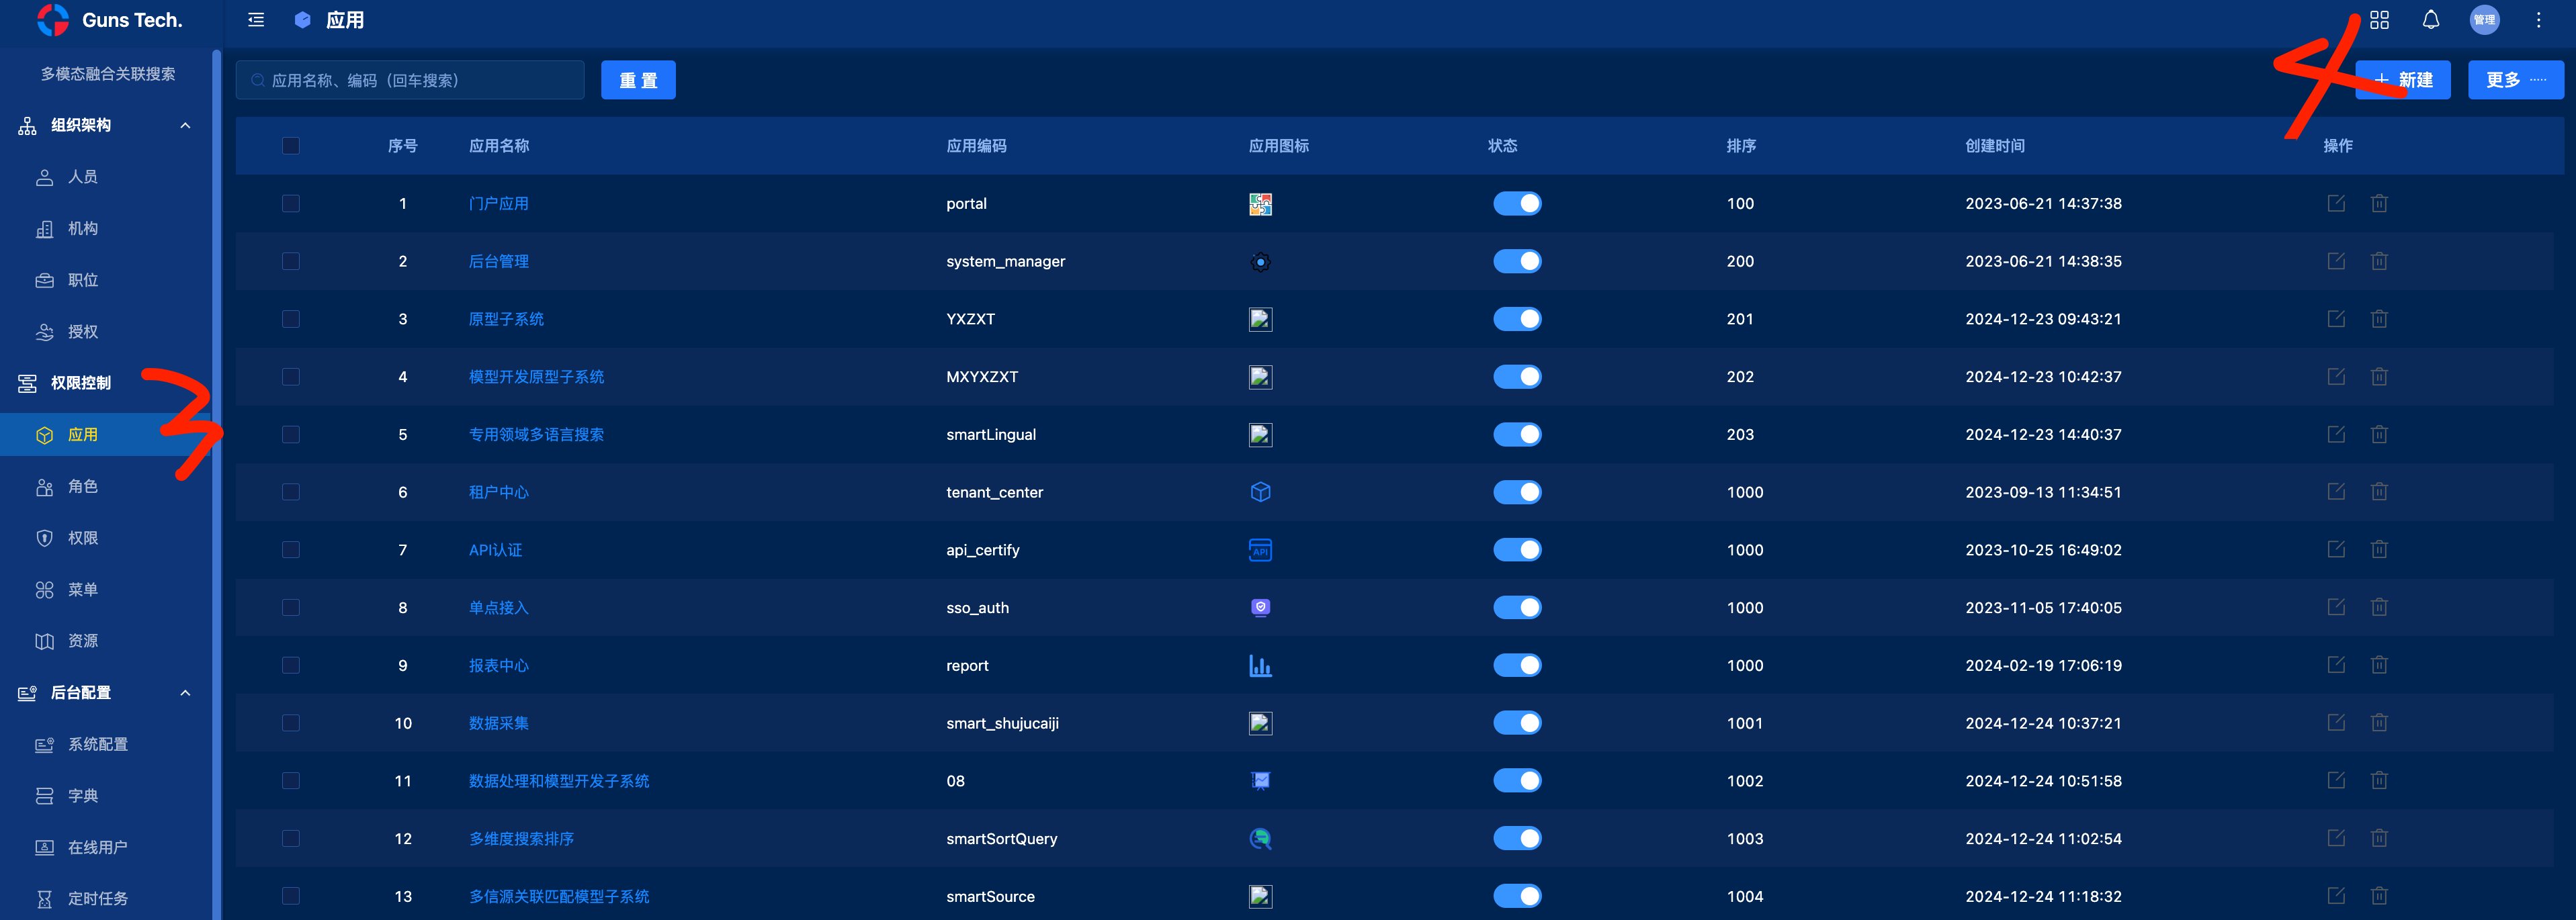 Guns Tech.
应用
管理
多模态融合关联搜索
组织架构
人员
机构
职位
授权
权限控制
应用
角色
权限
菜单
资源
后台配置
系统配置
字典
在线用户
定时任务
3
4
应用名称、编码（回车搜索）
重 置
新建
更多 ·····
序号 应用名称 应用编码 应用图标 状态 排序 创建时间 操作
1 门户应用 portal 100 2023-06-21 14:37:38
2 后台管理 system_manager 200 2023-06-21 14:38:35
3 原型子系统 YXZXT 201 2024-12-23 09:43:21
4 模型开发原型子系统 MXYXZXT 202 2024-12-23 10:42:37
5 专用领域多语言搜索 smartLingual 203 2024-12-23 14:40:37
6 租户中心 tenant_center 1000 2023-09-13 11:34:51
7 API认证 api_certify API 1000 2023-10-25 16:49:02
8 单点接入 sso_auth 1000 2023-11-05 17:40:05
9 报表中心 report 1000 2024-02-19 17:06:19
10 数据采集 smart_shujucaiji 1001 2024-12-24 10:37:21
11 数据处理和模型开发子系统 08 1002 2024-12-24 10:51:58
12 多维度搜索排序 smartSortQuery 1003 2024-12-24 11:02:54
13 多信源关联匹配模型子系统 smartSource 1004 2024-12-24 11:18:32